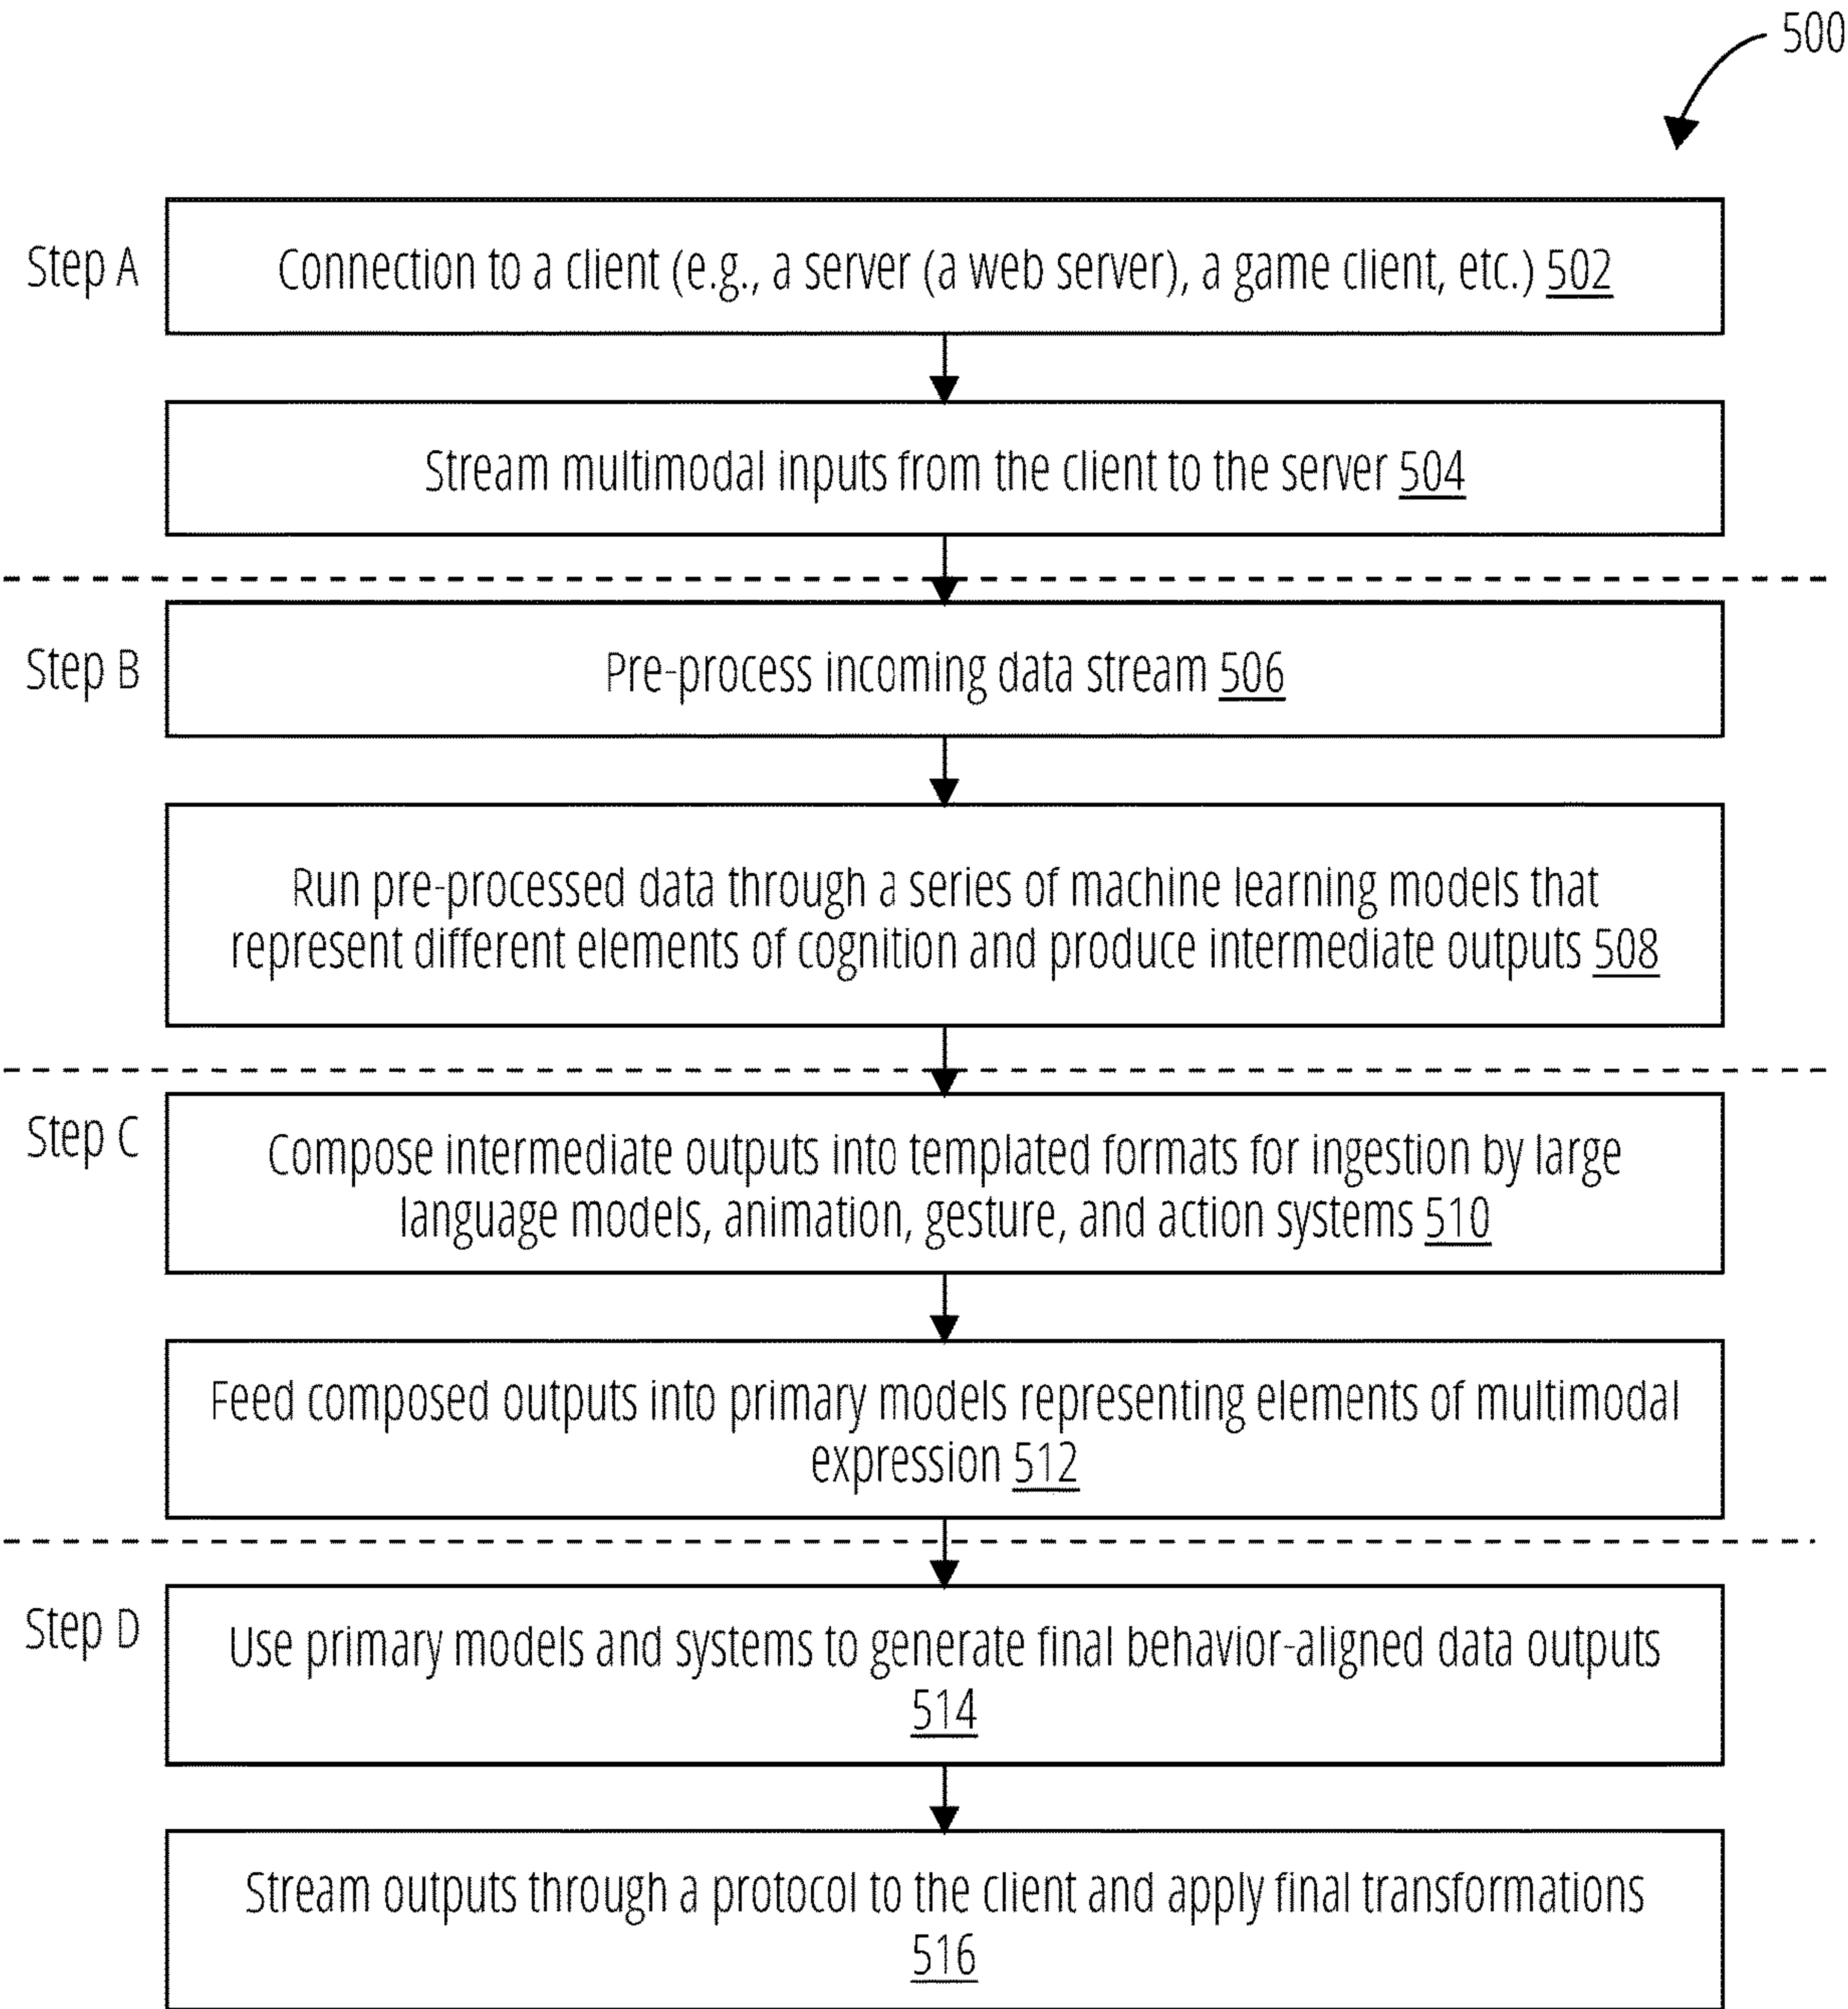 500
Step A
Connection to a client (e.g., a server (a web server), a game client, etc.) 502
Stream multimodal inputs from the client to the server 504
Step B
Pre-process incoming data stream 506
Run pre-processed data through a series of machine learning models that
represent different elements of cognition and produce intermediate outputs 508
Step C
Compose intermediate outputs into templated formats for ingestion by large
language models, animation, gesture, and action systems 510
Feed composed outputs into primary models representing elements of multimodal
expression 512
Step D
Use primary models and systems to generate final behavior-aligned data outputs
514
Stream outputs through a protocol to the client and apply final transformations
516